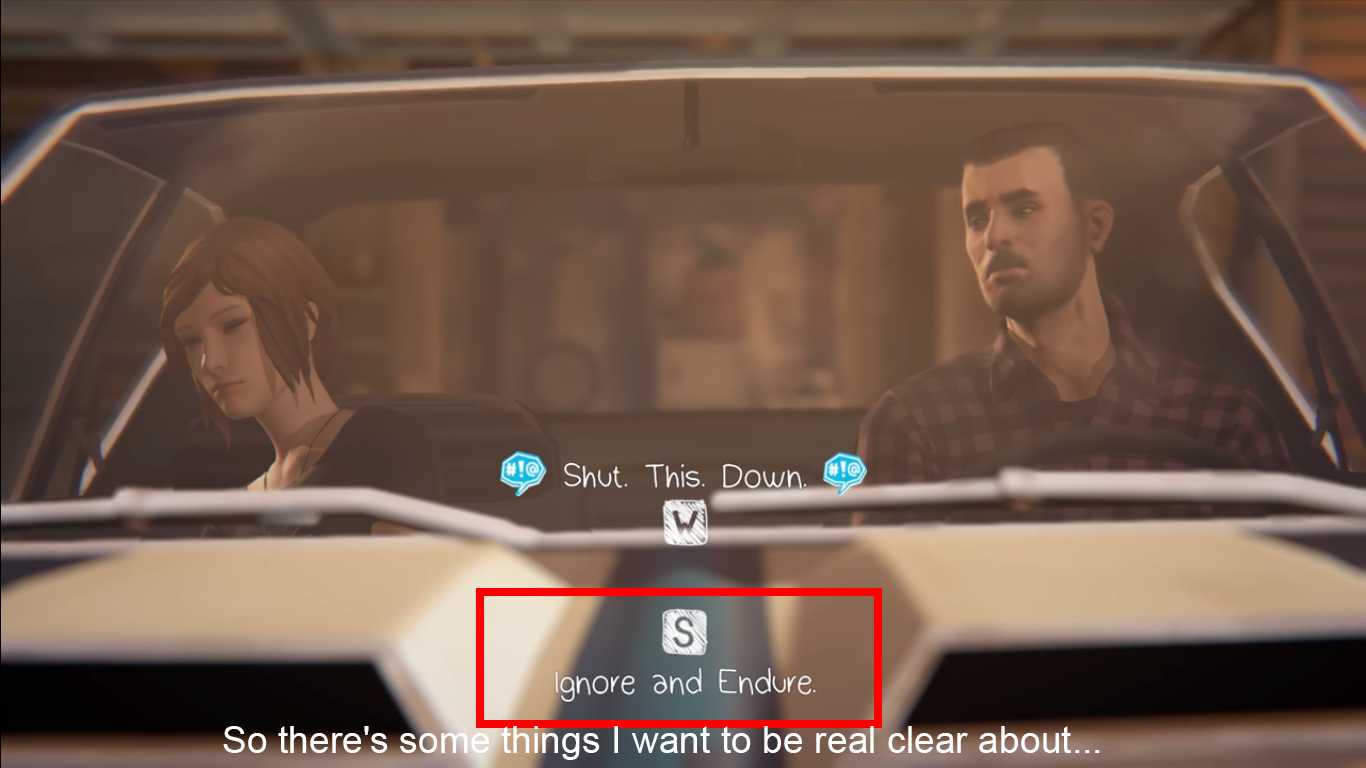 #!@ Shut. This. Down. #!@
W
S
Ignore and Endure.
So there's some things I want to be real clear about...